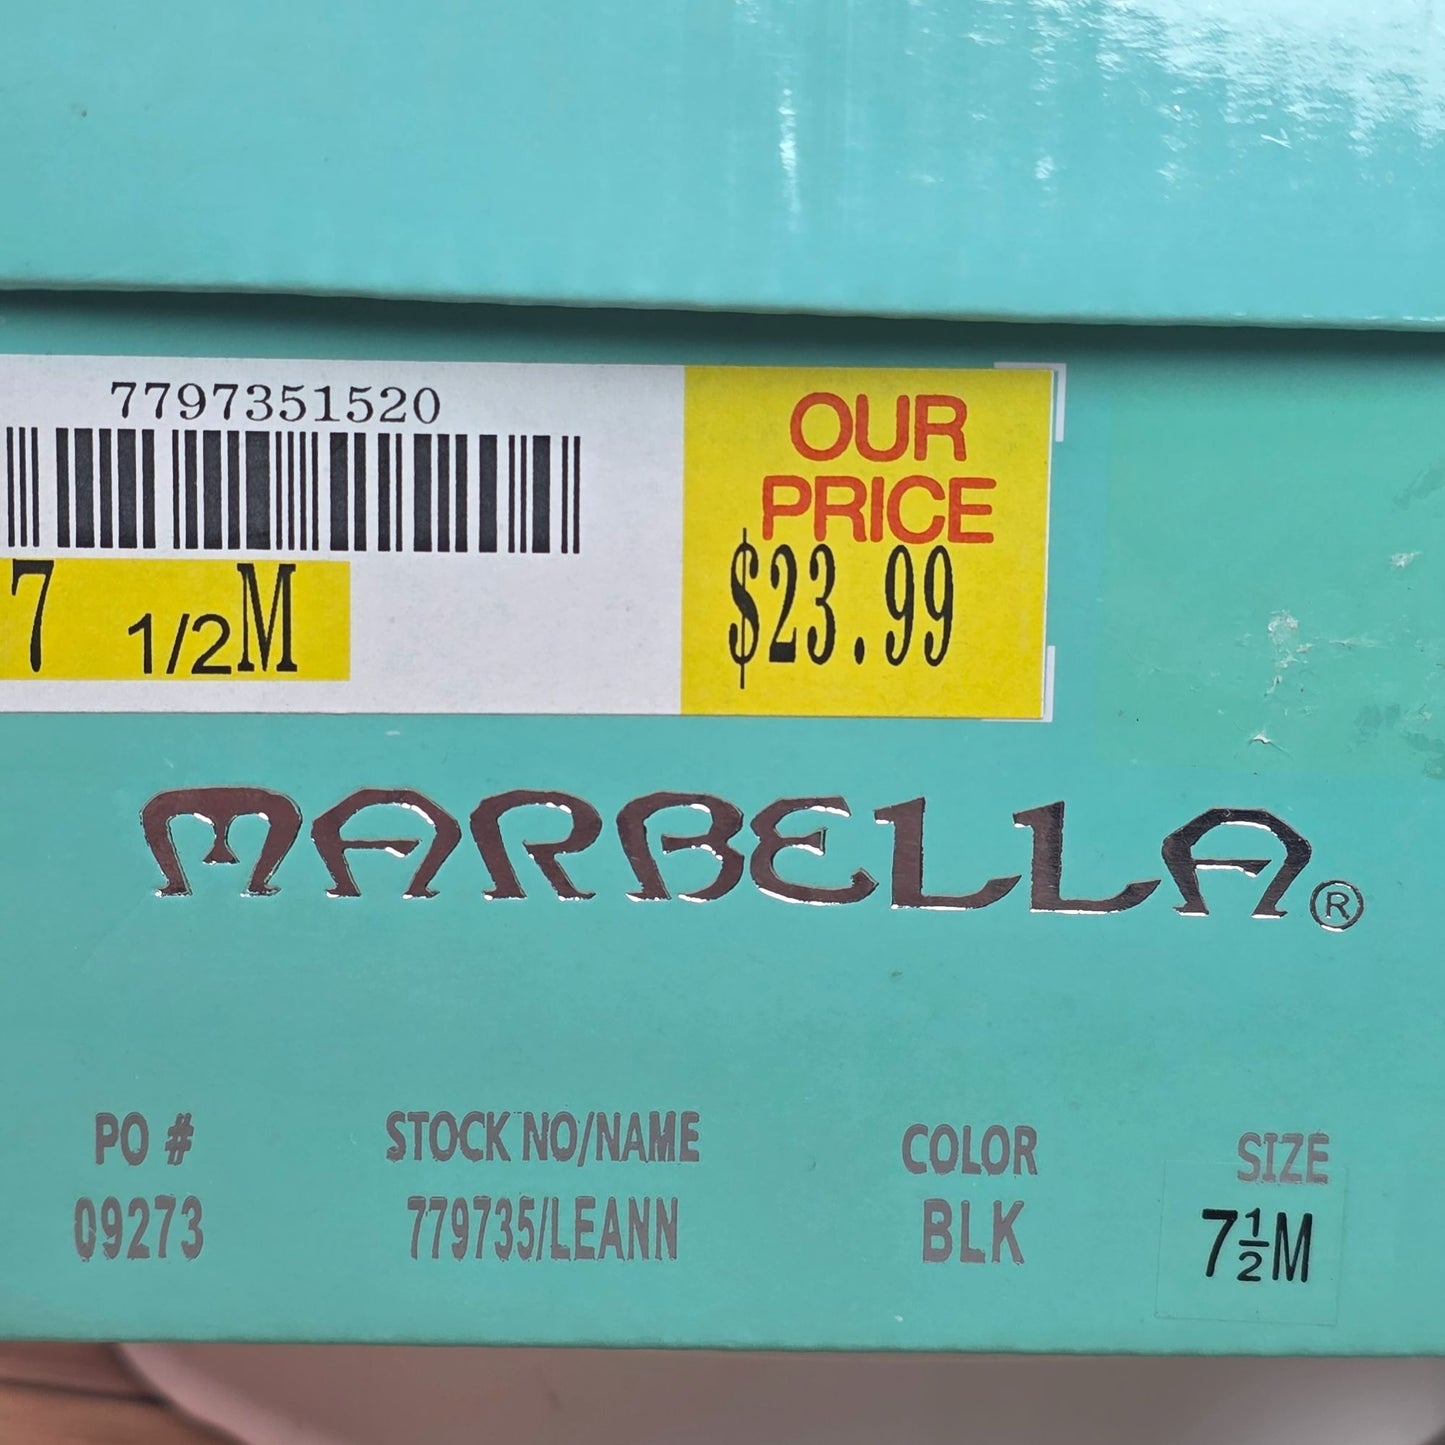 7797351520
OUR
PRICE
$23.99
7 1/2M
MARBELLA®
PO # STOCK NO/NAME COLOR SIZE
09273 779735/LEANN BLK 7½M